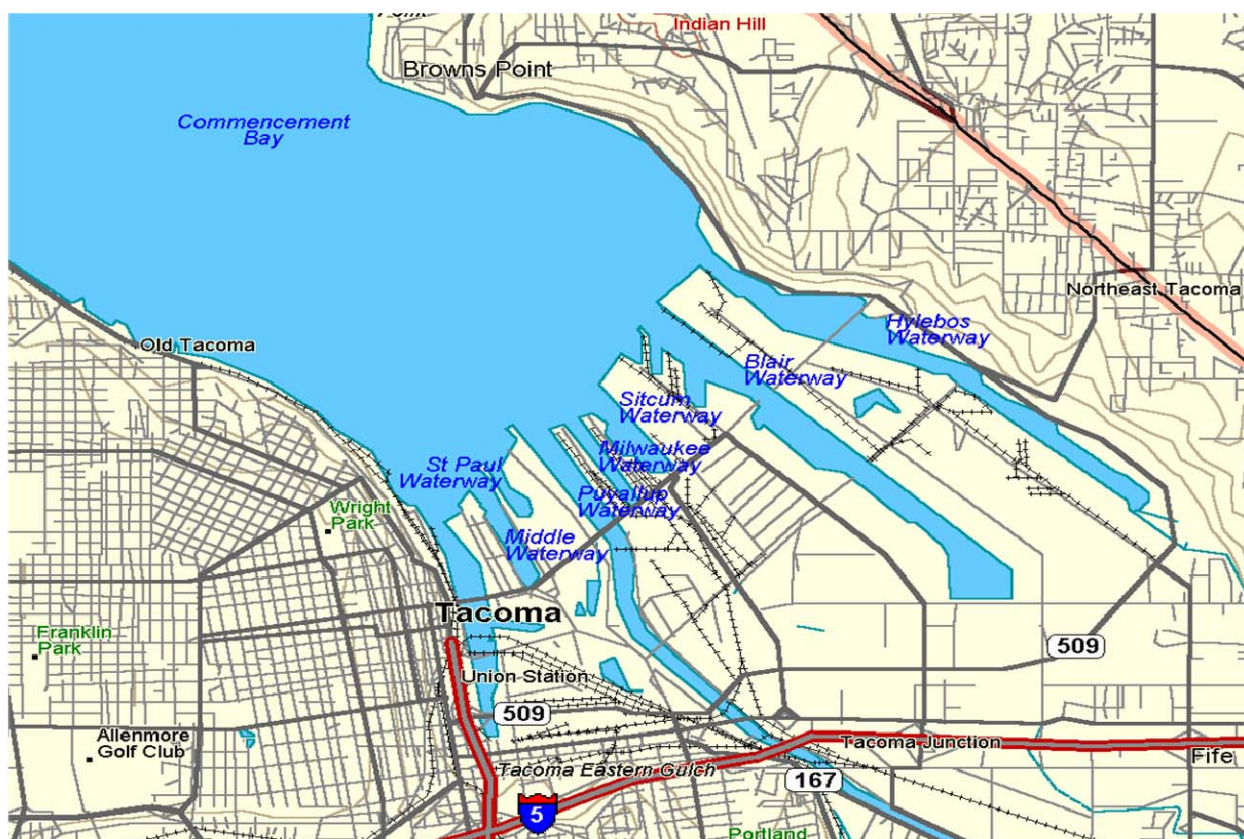 Point
Indian Hill
Browns Point
Commencement
Bay
Northeast Tacoma
Hylebos
Waterway
Old Tacoma
Blair
Waterway
Sitcum
Waterway
Milwaukee
Waterway
St Paul
Waterway
Puyallup
Waterway
Wright
Park
Middle
Waterway
Tacoma
Franklin
Park
509
Union Station
509
Allenmore
Golf Club
Tacoma Junction
Fife
Tacoma Eastern Gulch
167
5
Portland